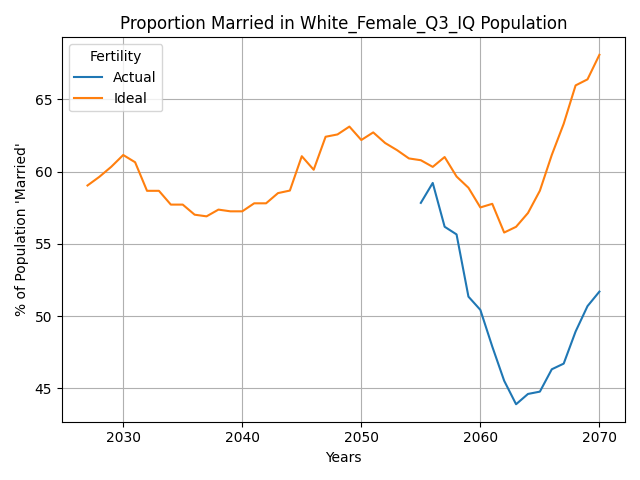 Proportion Married in White_Female_Q3_IQ Population
Fertility
Actual
Ideal
% of Population 'Married'
65
60
55
50
45
2030
2040
2050
2060
2070
Years